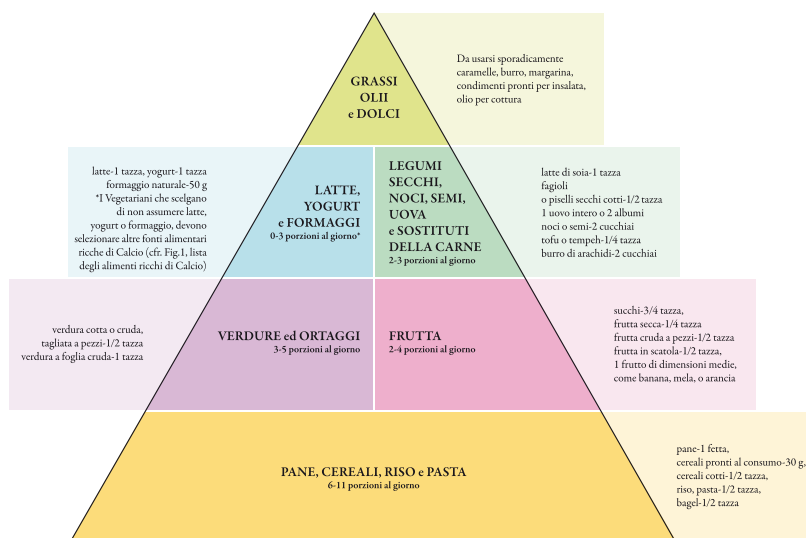 GRASSI
OLII
e DOLCI
Da usarsi sporadicamente
caramelle, burro, margarina,
condimenti pronti per insalata,
olio per cottura
latte-1 tazza, yogurt-1 tazza
formaggio naturale-50 g
*I Vegetariani che scelgano
di non assumere latte,
yogurt o formaggio, devono
selezionare altre fonti alimentari
ricche di Calcio (cfr. Fig.1, lista
degli alimenti ricchi di Calcio)
LATTE,
YOGURT
e FORMAGGI
0-3 porzioni al giorno*
LEGUMI
SECCHI,
NOCI, SEMI,
UOVA
e SOSTITUTI
DELLA CARNE
2-3 porzioni al giorno
latte di soia-1 tazza
fagioli
o piselli secchi cotti-1/2 tazza
1 uovo intero o 2 albumi
noci o semi-2 cucchiai
tofu o tempeh-1/4 tazza
burro di arachidi-2 cucchiai
verdura cotta o cruda,
tagliata a pezzi-1/2 tazza
verdura a foglia cruda-1 tazza
VERDURE ed ORTAGGI
3-5 porzioni al giorno
FRUTTA
2-4 porzioni al giorno
succhi-3/4 tazza,
frutta secca-1/4 tazza
frutta cruda a pezzi-1/2 tazza
frutta in scatola-1/2 tazza,
1 frutto di dimensioni medie,
come banana, mela, o arancia
PANE, CEREALI, RISO e PASTA
6-11 porzioni al giorno
pane-1 fetta,
cereali pronti al consumo-30 g,
cereali cotti-1/2 tazza,
riso, pasta-1/2 tazza,
bagel-1/2 tazza